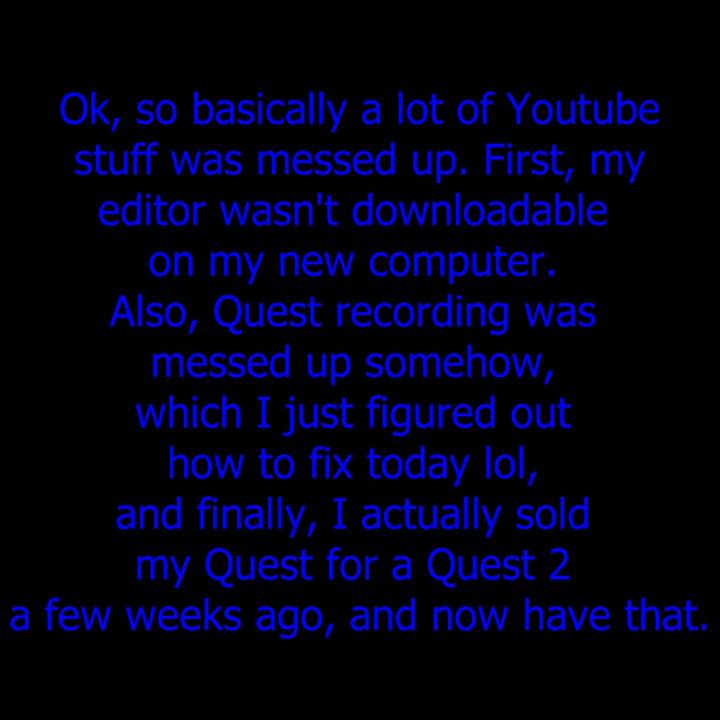 Ok, so basically a lot of Youtube
stuff was messed up. First, my
editor wasn't downloadable
on my new computer.
Also, Quest recording was
messed up somehow,
which I just figured out
how to fix today lol,
and finally, I actually sold
my Quest for a Quest 2
a few weeks ago, and now have that.